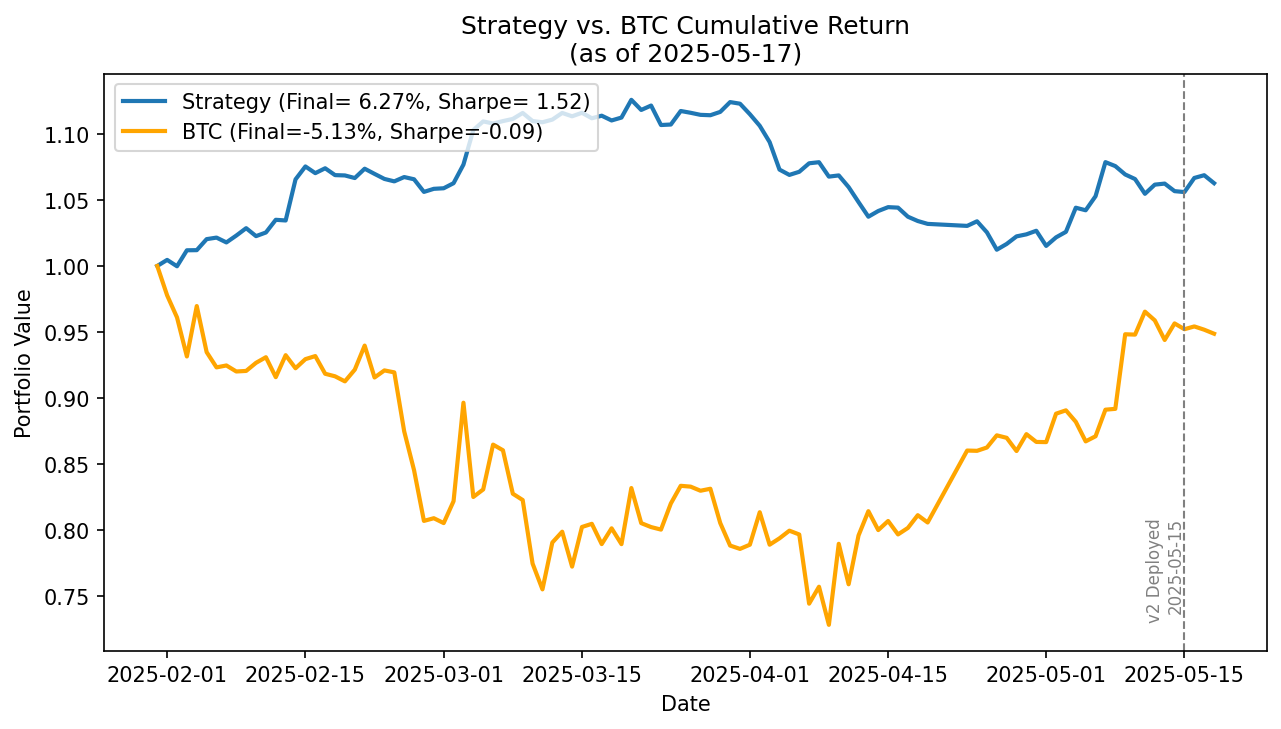 Strategy vs. BTC Cumulative Return
(as of 2025-05-17)
Strategy (Final= 6.27%, Sharpe= 1.52)
BTC (Final=-5.13%, Sharpe=-0.09)
Portfolio Value
1.10
1.05
1.00
0.95
0.90
0.85
0.80
0.75
v2 Deployed
2025-05-15
2025-02-01
2025-02-15
2025-03-01
2025-03-15
2025-04-01
2025-04-15
2025-05-01
2025-05-15
Date